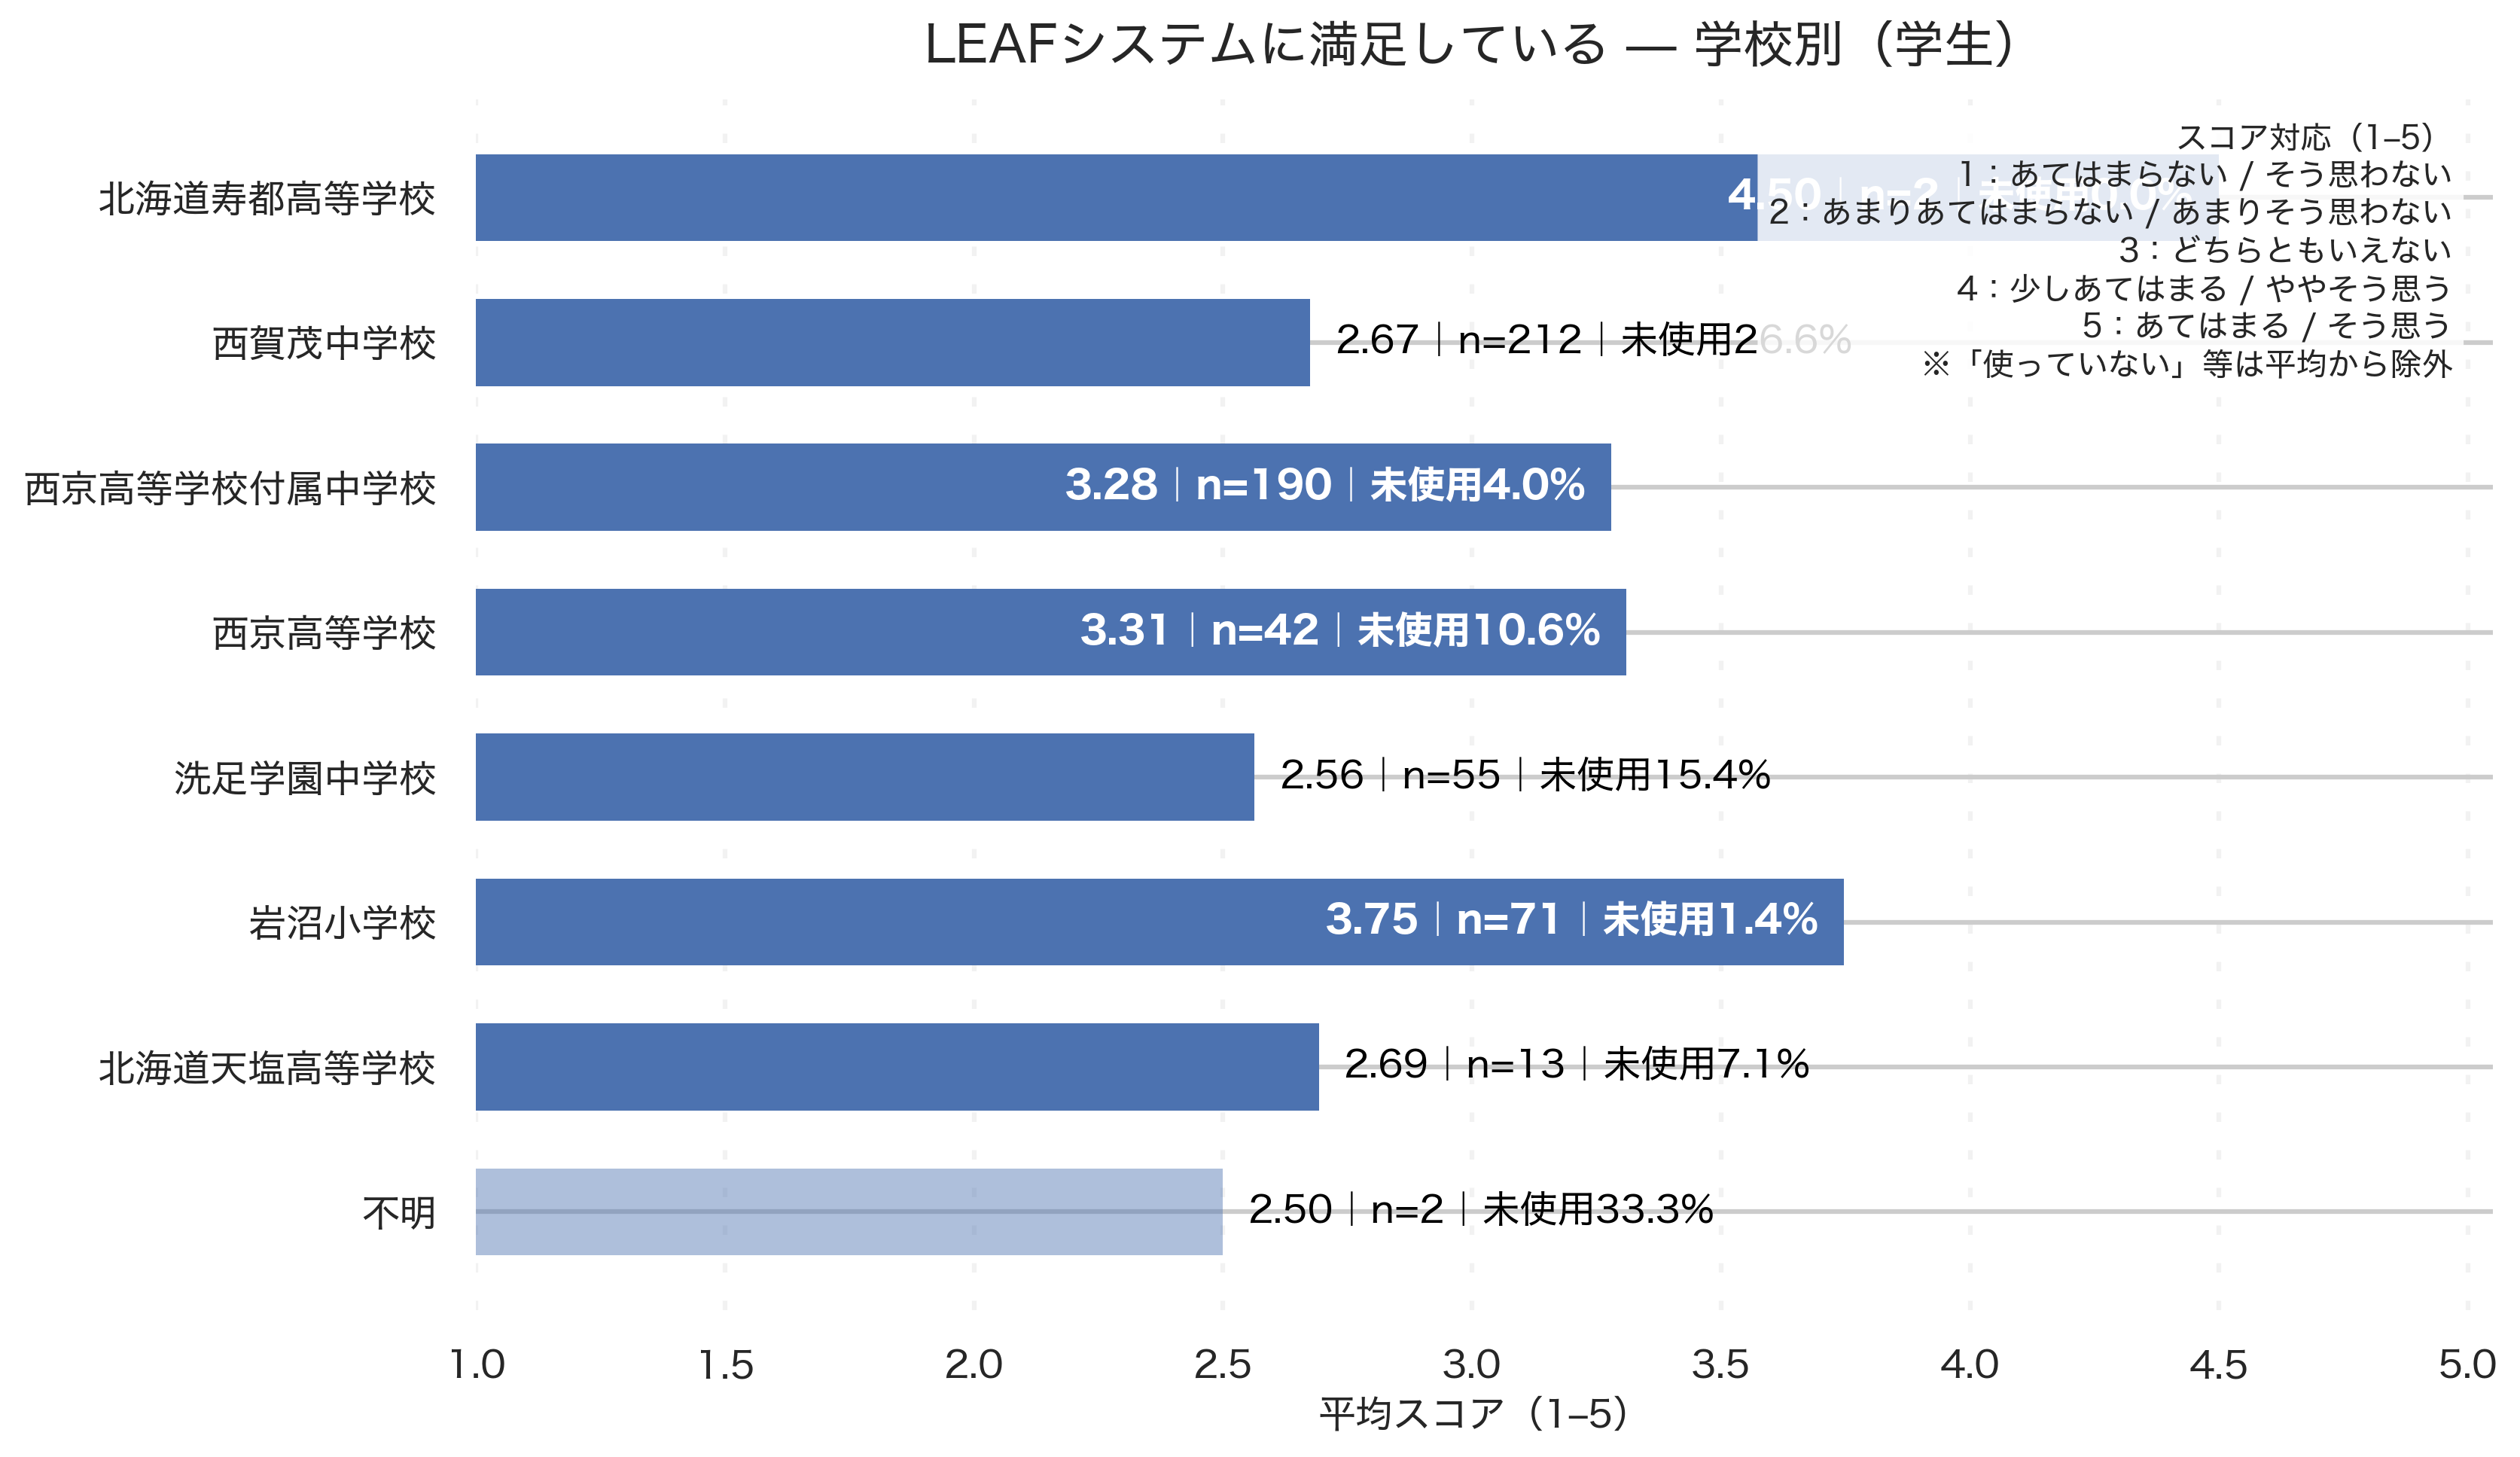 LEAFシステムに満足している — 学校別（学生）
スコア対応（1–5）
1：あてはまらない / そう思わない
2：あまりあてはまらない / あまりそう思わない
3：どちらともいえない
4：少しあてはまる / ややそう思う
5：あてはまる / そう思う
※「使っていない」等は平均から除外
北海道寿都高等学校
4.50｜n=2｜未使用0.0%
西賀茂中学校
2.67｜n=212｜未使用26.6%
西京高等学校付属中学校
3.28｜n=190｜未使用4.0%
西京高等学校
3.31｜n=42｜未使用10.6%
洗足学園中学校
2.56｜n=55｜未使用15.4%
岩沼小学校
3.75｜n=71｜未使用1.4%
北海道天塩高等学校
2.69｜n=13｜未使用7.1%
不明
2.50｜n=2｜未使用33.3%
1.0 1.5 2.0 2.5 3.0 3.5 4.0 4.5 5.0
平均スコア（1–5）